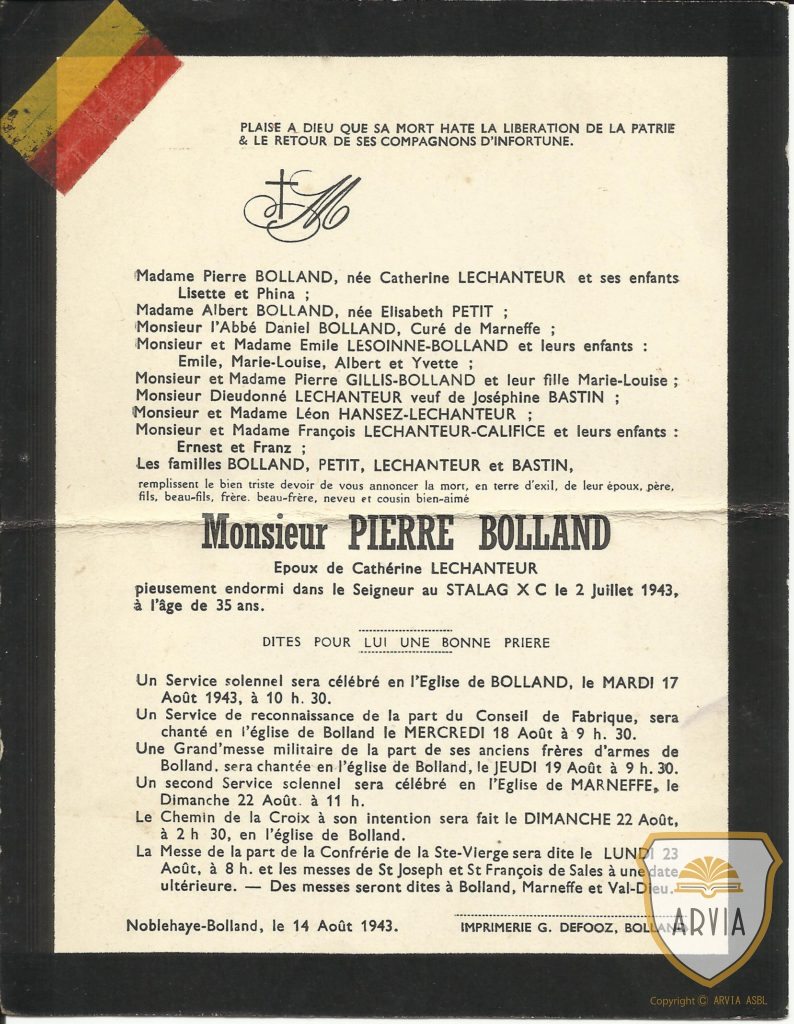 PLAISE A DIEU QUE SA MORT HATE LA LIBERATION DE LA PATRIE
& LE RETOUR DE SES COMPAGNONS D'INFORTUNE.
M
Madame Pierre BOLLAND, née Catherine LECHANTEUR et ses enfants
Lisette et Phina ;
Madame Albert BOLLAND, née Elisabeth PETIT ;
Monsieur l'Abbé Daniel BOLLAND, Curé de Marneffe ;
Monsieur et Madame Emile LESOINNE-BOLLAND et leurs enfants :
Emile, Marie-Louise, Albert et Yvette ;
Monsieur et Madame Pierre GILLIS-BOLLAND et leur fille Marie-Louise ;
Monsieur Dieudonné LECHANTEUR veuf de Joséphine BASTIN ;
Monsieur et Madame Léon HANSEZ-LECHANTEUR ;
Monsieur et Madame François LECHANTEUR-CALIFICE et leurs enfants :
Ernest et Franz ;
Les familles BOLLAND, PETIT, LECHANTEUR et BASTIN,
remplissent le bien triste devoir de vous annoncer la mort, en terre d'exil, de leur époux, père,
fils, beau-fils, frère. beau-frère, neveu et cousin bien-aimé
Monsieur PIERRE BOLLAND
Epoux de Cathérine LECHANTEUR
pieusement endormi dans le Seigneur au STALAG X C le 2 Juillet 1943,
à l'âge de 35 ans.
DITES POUR LUI UNE BONNE PRIERE
Un Service solennel sera célébré en l'Eglise de BOLLAND, le MARDI 17
Août 1943, à 10 h. 30.
Un Service de reconnaissance de la part du Conseil de Fabrique, sera
chanté en l'église de Bolland le MERCREDI 18 Août à 9 h. 30.
Une Grand'messe militaire de la part de ses anciens frères d'armes de
Bolland, sera chantée en l'église de Bolland, le JEUDI 19 Août à 9 h. 30.
Un second Service solennel sera célébré en l'Eglise de MARNEFFE, le
Dimanche 22 Août. à 11 h.
Le Chemin de la Croix à son intention sera fait le DIMANCHE 22 Août,
à 2 h 30, en l'église de Bolland.
La Messe de la part de la Confrérie de la Ste-Vierge sera dite le LUNDI 23
Août, à 8 h. et les messes de St Joseph et St François de Sales à une date
ultérieure. — Des messes seront dites à Bolland, Marneffe et Val-Dieu.
Noblehaye-Bolland, le 14 Août 1943.
IMPRIMERIE G. DEFOOZ, BOLLAND
ARVIA
Copyright © ARVIA ASBL